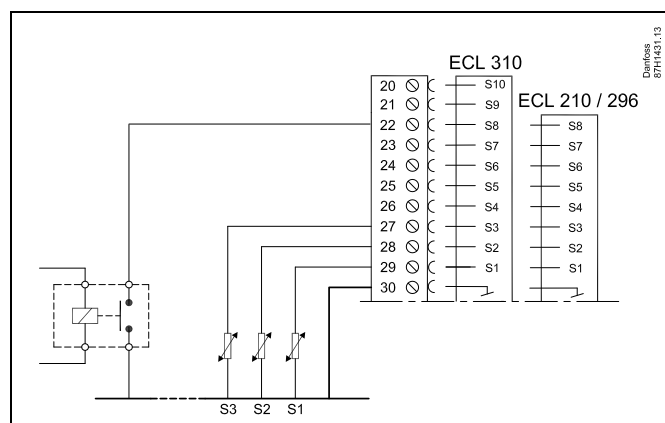 Danfoss
87H1431.13
ECL 310
ECL 210 / 296
20 S10
21 S9
22 S8 S8
23 S7 S7
24 S6 S6
25 S5 S5
26 S4 S4
27 S3 S3
28 S2 S2
29 S1 S1
30
S3 S2 S1